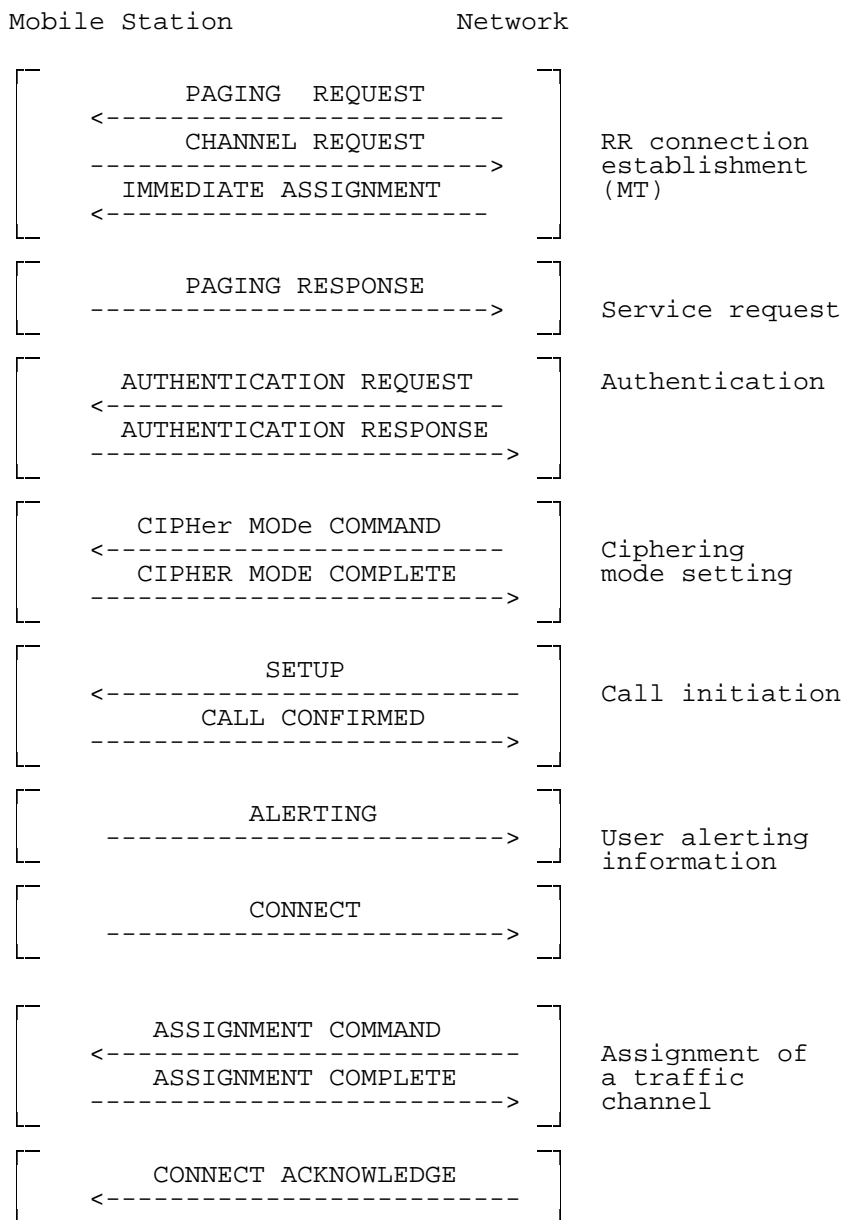 Mobile Station Network
PAGING REQUEST
<-------------------------
CHANNEL REQUEST RR connection
-------------------------> establishment
IMMEDIATE ASSIGNMENT (MT)
<------------------------
PAGING RESPONSE
-------------------------> Service request
AUTHENTICATION REQUEST Authentication
<-------------------------
AUTHENTICATION RESPONSE
-------------------------->
CIPHer MODe COMMAND
<------------------------- Ciphering
CIPHER MODE COMPLETE mode setting
-------------------------->
SETUP
<-------------------------- Call initiation
CALL CONFIRMED
-------------------------->
ALERTING
-------------------------> User alerting
information
CONNECT
------------------------->
ASSIGNMENT COMMAND
<-------------------------- Assignment of
ASSIGNMENT COMPLETE a traffic
--------------------------> channel
CONNECT ACKNOWLEDGE
<--------------------------